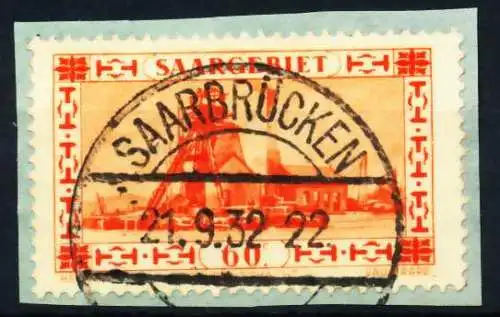 SAARGEBIET
SAARBRÜCKEN
21.9.32 22
60